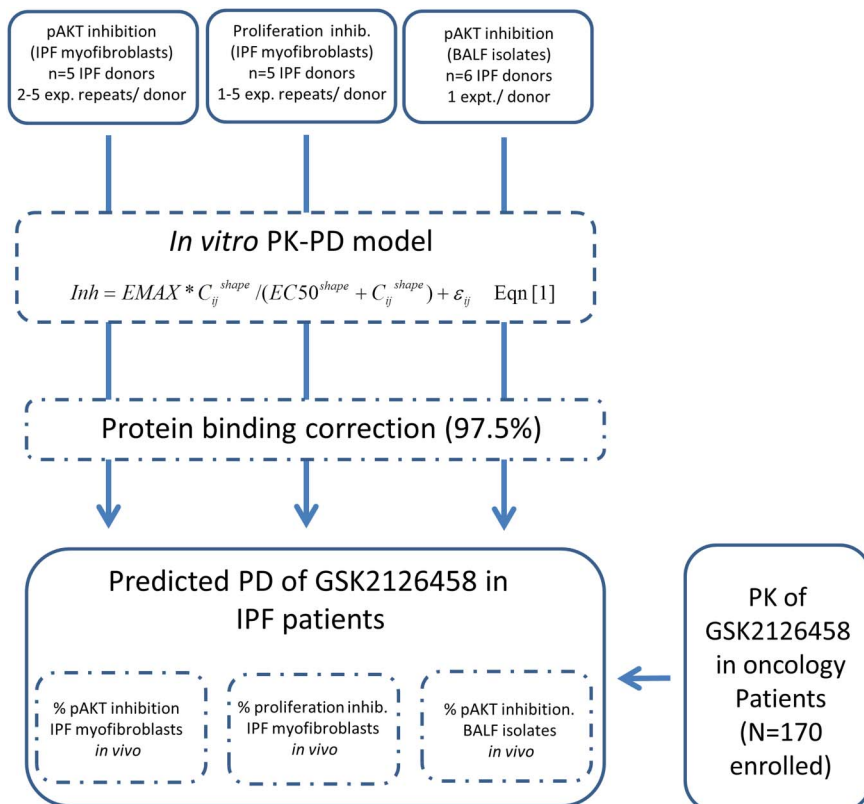 pAKT inhibition
(IPF myofibroblasts)
n=5 IPF donors
2-5 exp. repeats/ donor
Proliferation inhib.
(IPF myofibroblasts)
n=5 IPF donors
1-5 exp. repeats/ donor
pAKT inhibition
(BALF isolates)
n=6 IPF donors
1 expt./ donor
In vitro PK-PD model
Inh = EMAX * C_ij^shape /(EC50^shape + C_ij^shape) + ε_ij Eqn [1]
Protein binding correction (97.5%)
Predicted PD of GSK2126458 in
IPF patients
% pAKT inhibition
IPF myofibroblasts
in vivo
% proliferation inhib.
IPF myofibroblasts
in vivo
% pAKT inhibition.
BALF isolates
in vivo
PK of
GSK2126458
in oncology
Patients
(N=170
enrolled)